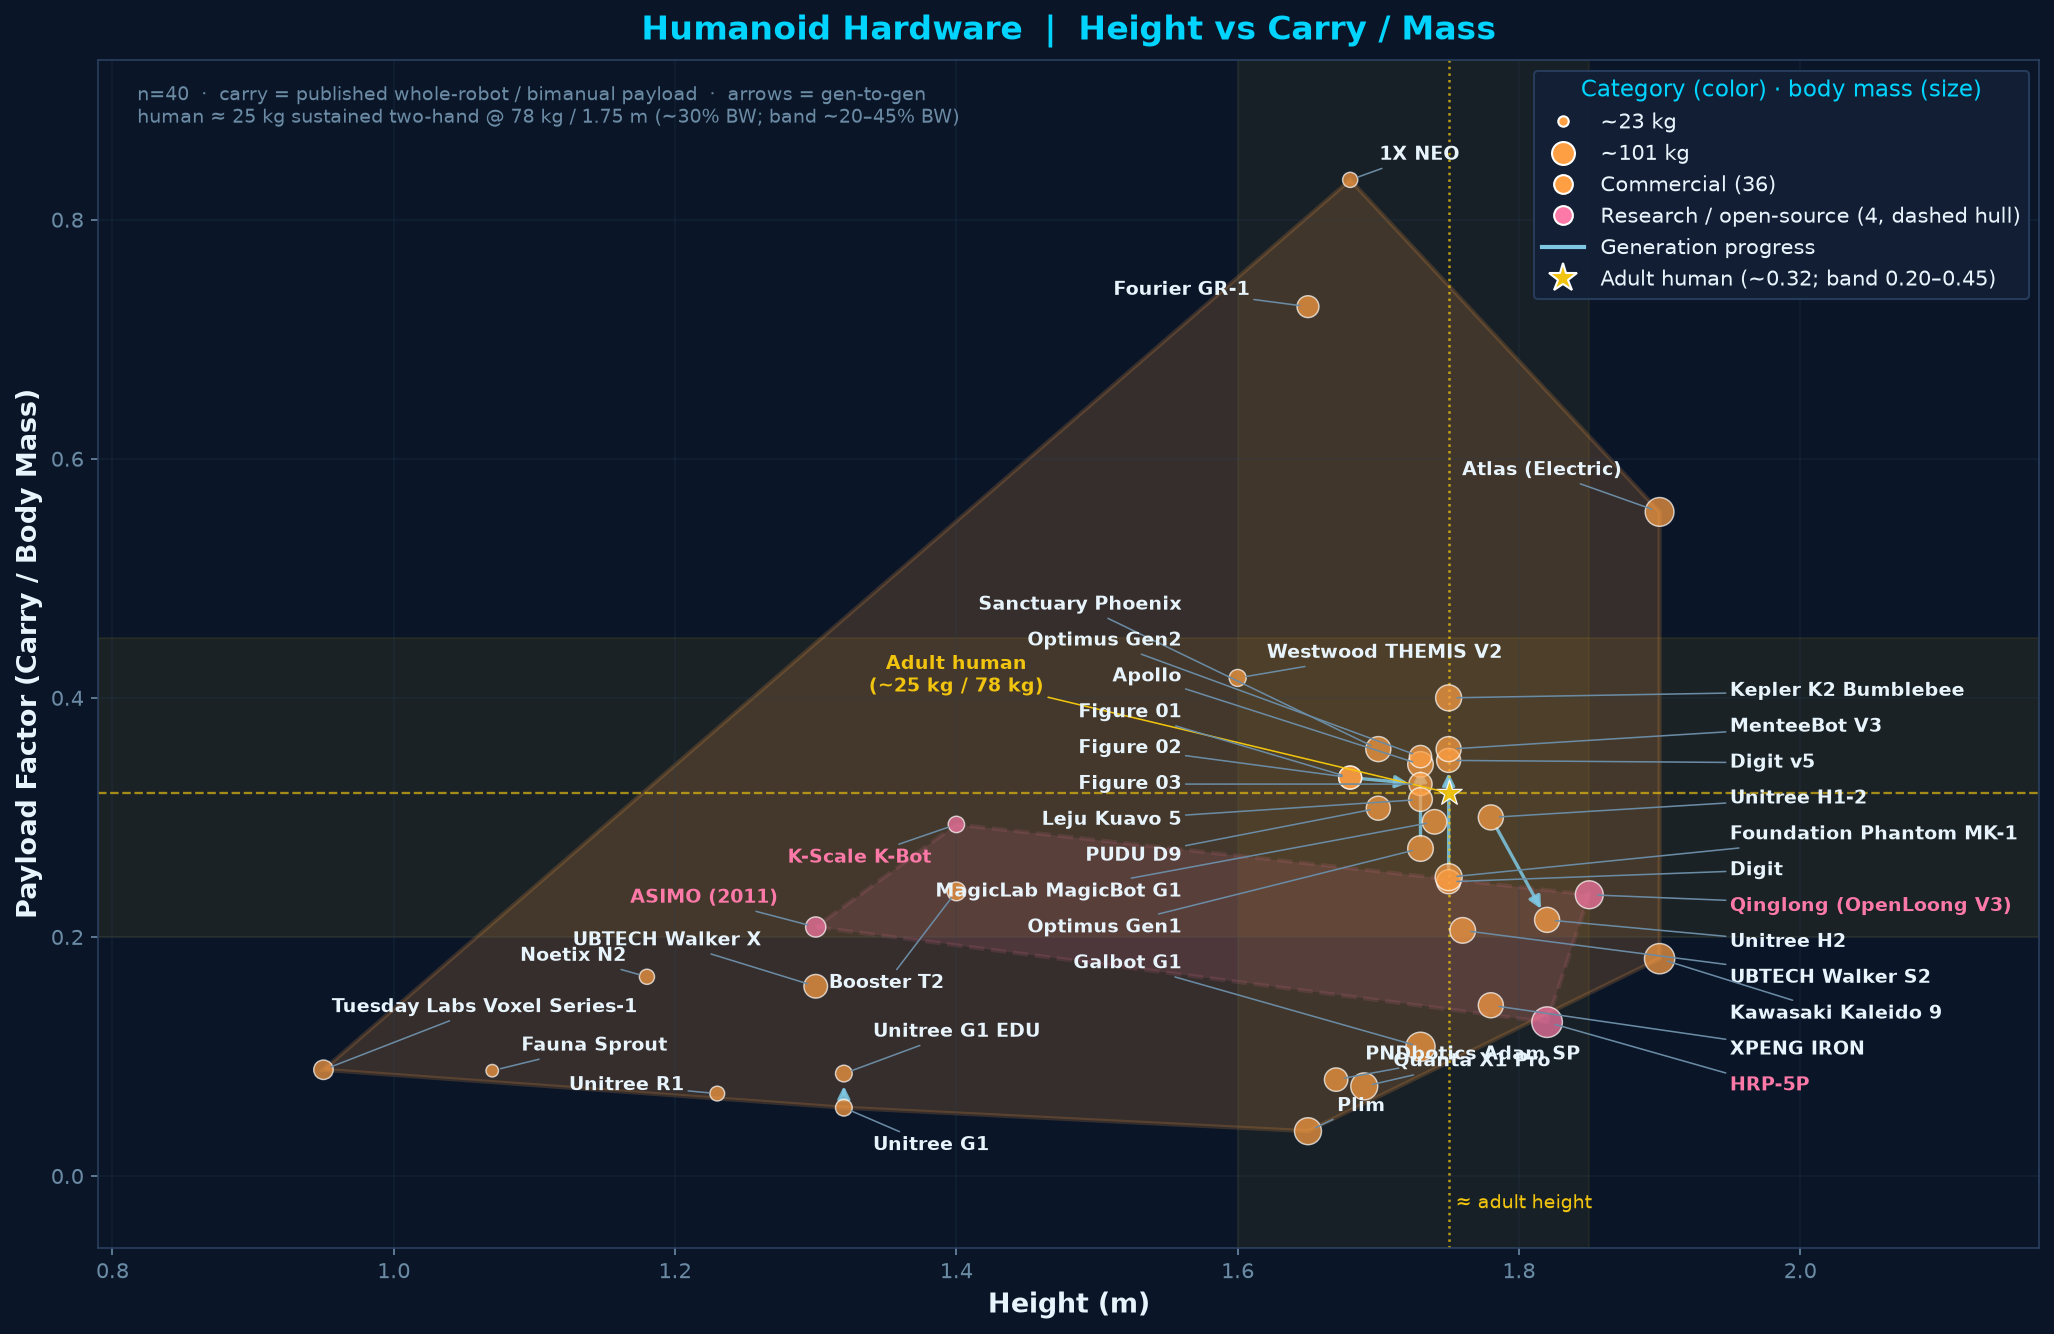 Humanoid Hardware | Height vs Carry / Mass
n=40 · carry = published whole-robot / bimanual payload · arrows = gen-to-gen
human ≈ 25 kg sustained two-hand @ 78 kg / 1.75 m (~30% BW; band ~20–45% BW)
Category (color) · body mass (size)
~23 kg
~101 kg
Commercial (36)
Research / open-source (4, dashed hull)
Generation progress
Adult human (~0.32; band 0.20–0.45)
1X NEO
Fourier GR-1
Atlas (Electric)
Sanctuary Phoenix
Optimus Gen2
Westwood THEMIS V2
Adult human
(~25 kg / 78 kg)
Apollo
Figure 01
Figure 02
Figure 03
Leju Kuavo 5
PUDU D9
MagicLab MagicBot G1
Optimus Gen1
Galbot G1
Kepler K2 Bumblebee
MenteeBot V3
Digit v5
Unitree H1-2
Foundation Phantom MK-1
Digit
Qinglong (OpenLoong V3)
Unitree H2
UBTECH Walker S2
Kawasaki Kaleido 9
XPENG IRON
HRP-5P
K-Scale K-Bot
ASIMO (2011)
UBTECH Walker X
Noetix N2
Booster T2
Tuesday Labs Voxel Series-1
Fauna Sprout
Unitree G1 EDU
Unitree R1
Unitree G1
PNDbotics Adam SP
Quanta X1 Pro
Plim
≈ adult height
0.8
0.6
0.4
0.2
0.0
Payload Factor (Carry / Body Mass)
0.8 1.0 1.2 1.4 1.6 1.8 2.0
Height (m)